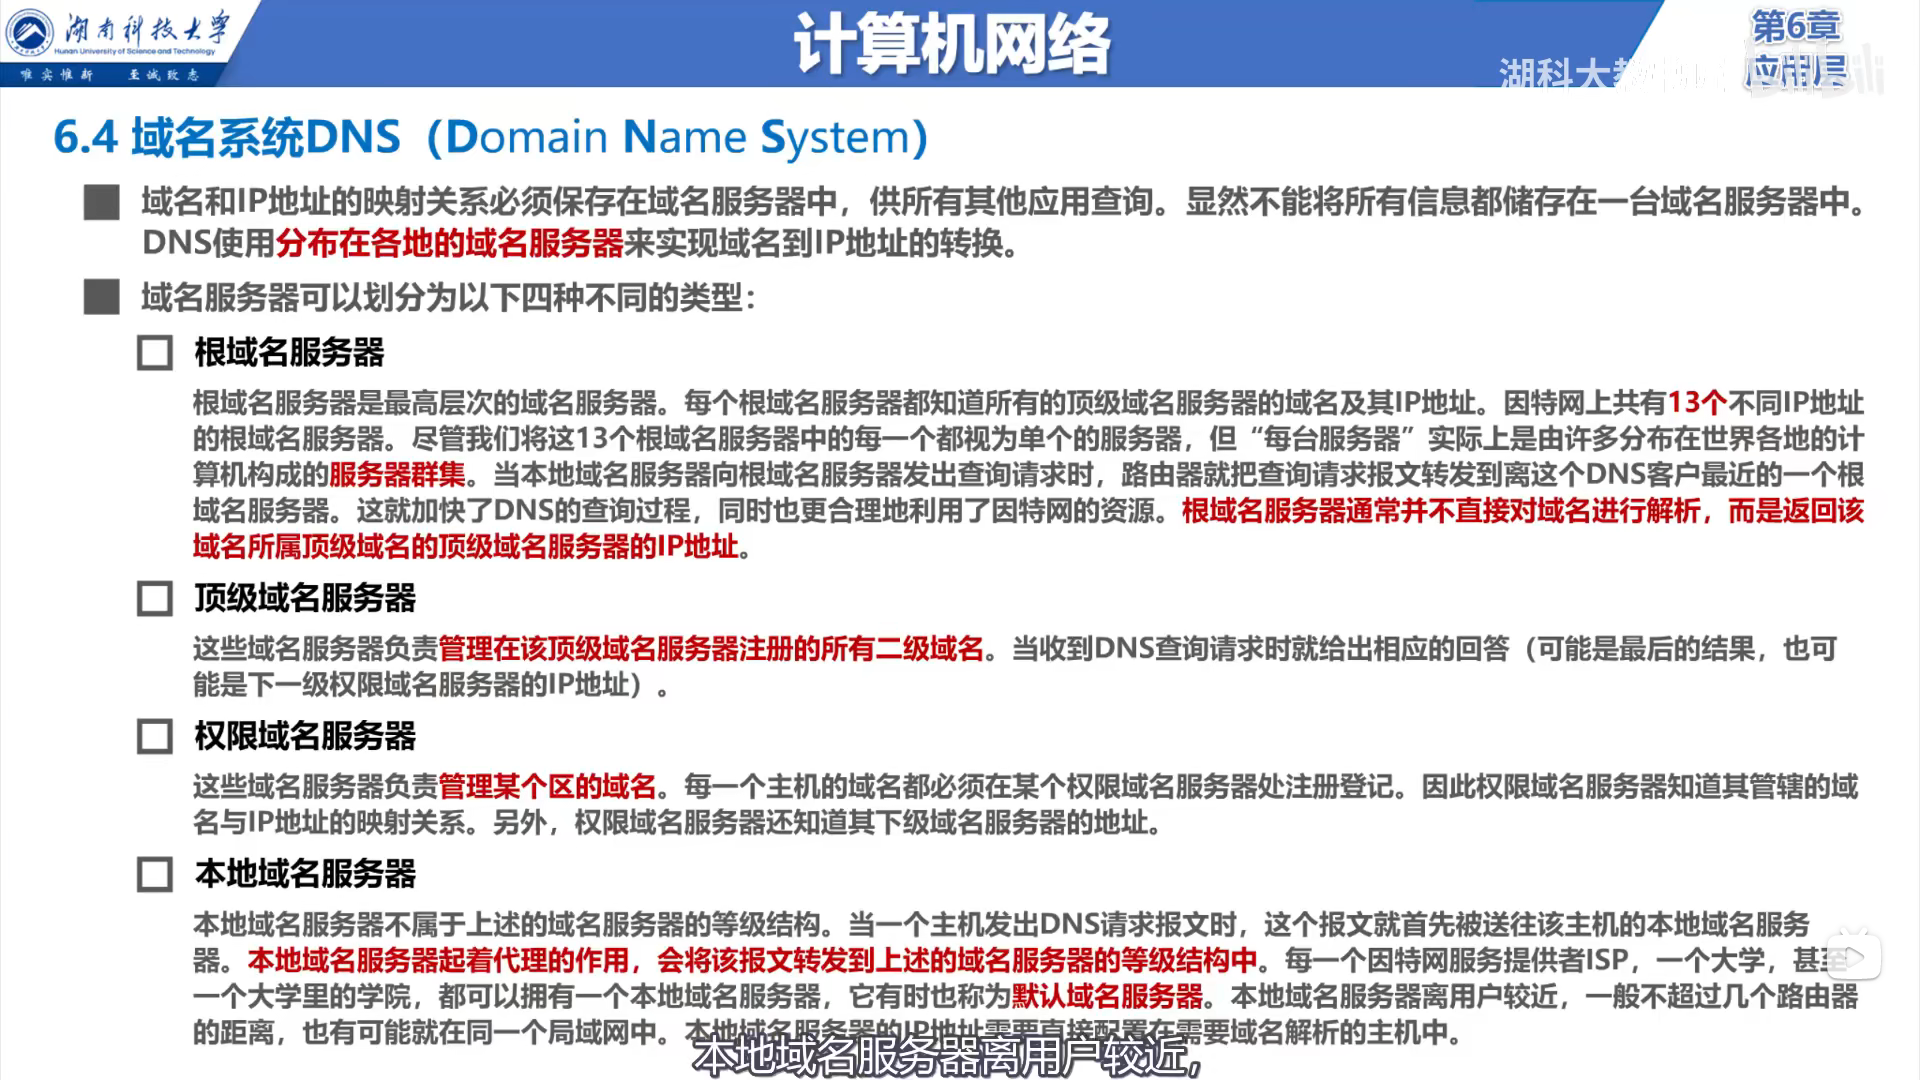 湖南科技大学
Hunan University of Science and Technology
唯实惟新 至诚致志
计算机网络
第6章
应用层
湖科大教书匠
bilibili
6.4 域名系统DNS（Domain Name System）
域名和IP地址的映射关系必须保存在域名服务器中，供所有其他应用查询。显然不能将所有信息都储存在一台域名服务器中。
DNS使用分布在各地的域名服务器来实现域名到IP地址的转换。
域名服务器可以划分为以下四种不同的类型：
根域名服务器
根域名服务器是最高层次的域名服务器。每个根域名服务器都知道所有的顶级域名服务器的域名及其IP地址。因特网上共有13个不同IP地址
的根域名服务器。尽管我们将这13个根域名服务器中的每一个都视为单个的服务器，但“每台服务器”实际上是由许多分布在世界各地的计
算机构成的服务器群集。当本地域名服务器向根域名服务器发出查询请求时，路由器就把查询请求报文转发到离这个DNS客户最近的一个根
域名服务器。这就加快了DNS的查询过程，同时也更合理地利用了因特网的资源。根域名服务器通常并不直接对域名进行解析，而是返回该
域名所属顶级域名的顶级域名服务器的IP地址。
顶级域名服务器
这些域名服务器负责管理在该顶级域名服务器注册的所有二级域名。当收到DNS查询请求时就给出相应的回答（可能是最后的结果，也可
能是下一级权限域名服务器的IP地址）。
权限域名服务器
这些域名服务器负责管理某个区的域名。每一个主机的域名都必须在某个权限域名服务器处注册登记。因此权限域名服务器知道其管辖的域
名与IP地址的映射关系。另外，权限域名服务器还知道其下级域名服务器的地址。
本地域名服务器
本地域名服务器不属于上述的域名服务器的等级结构。当一个主机发出DNS请求报文时，这个报文就首先被送往该主机的本地域名服务
器。本地域名服务器起着代理的作用，会将该报文转发到上述的域名服务器的等级结构中。每一个因特网服务提供者ISP，一个大学，甚至
一个大学里的学院，都可以拥有一个本地域名服务器，它有时也称为默认域名服务器。本地域名服务器离用户较近，一般不超过几个路由器
的距离，也有可能就在同一个局域网中。本地域名服务器的IP地址需要直接配置在需要域名解析的主机中。
本地域名服务器离用户较近，